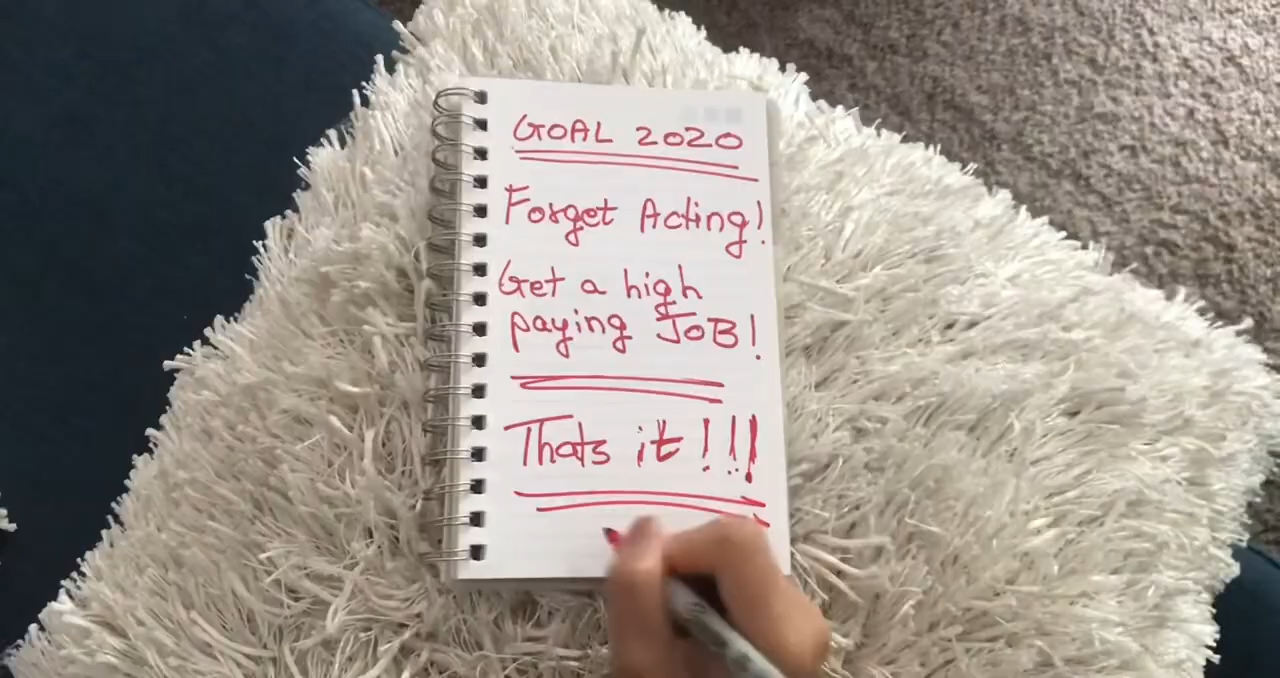 GOAL 2020
Forget Acting!
Get a high
paying JOB!
Thats it!!!